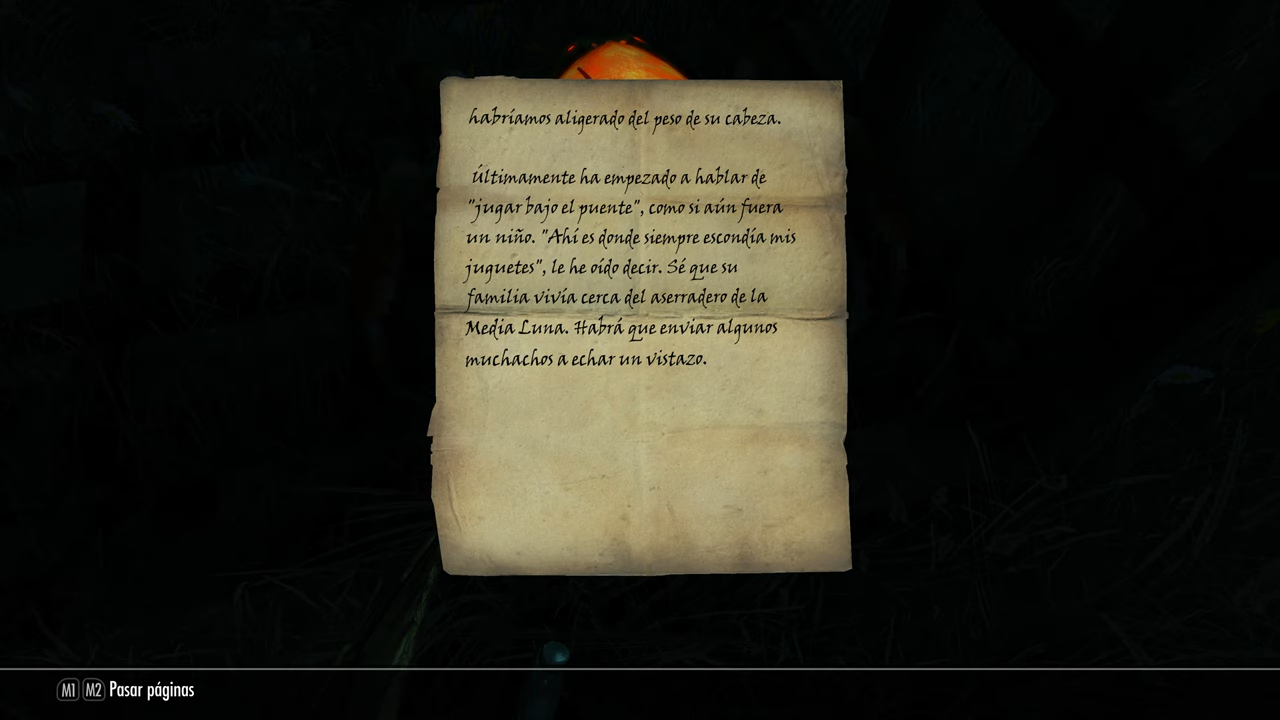 habríamos aligerado del peso de su cabeza.
Últimamente ha empezado a hablar de
"jugar bajo el puente", como si aún fuera
un niño. "Ahí es donde siempre escondía mis
juguetes", le he oído decir. Sé que su
familia vivía cerca del aserradero de la
Media Luna. Habrá que enviar algunos
muchachos a echar un vistazo.
M1 M2 Pasar páginas